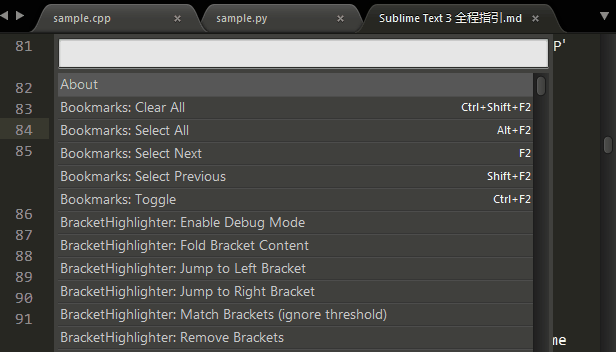 sample.cpp × sample.py × Sublime Text 3 全程指引.md ×
81 P'
About
82
Bookmarks: Clear All Ctrl+Shift+F2
83
Bookmarks: Select All Alt+F2
84
Bookmarks: Select Next F2
85
Bookmarks: Select Previous Shift+F2
Bookmarks: Toggle Ctrl+F2
86
BracketHighlighter: Enable Debug Mode
87
BracketHighlighter: Fold Bracket Content
88
BracketHighlighter: Jump to Left Bracket
89
BracketHighlighter: Jump to Right Bracket
90
BracketHighlighter: Match Brackets (ignore threshold)
91
BracketHighlighter: Remove Brackets
me